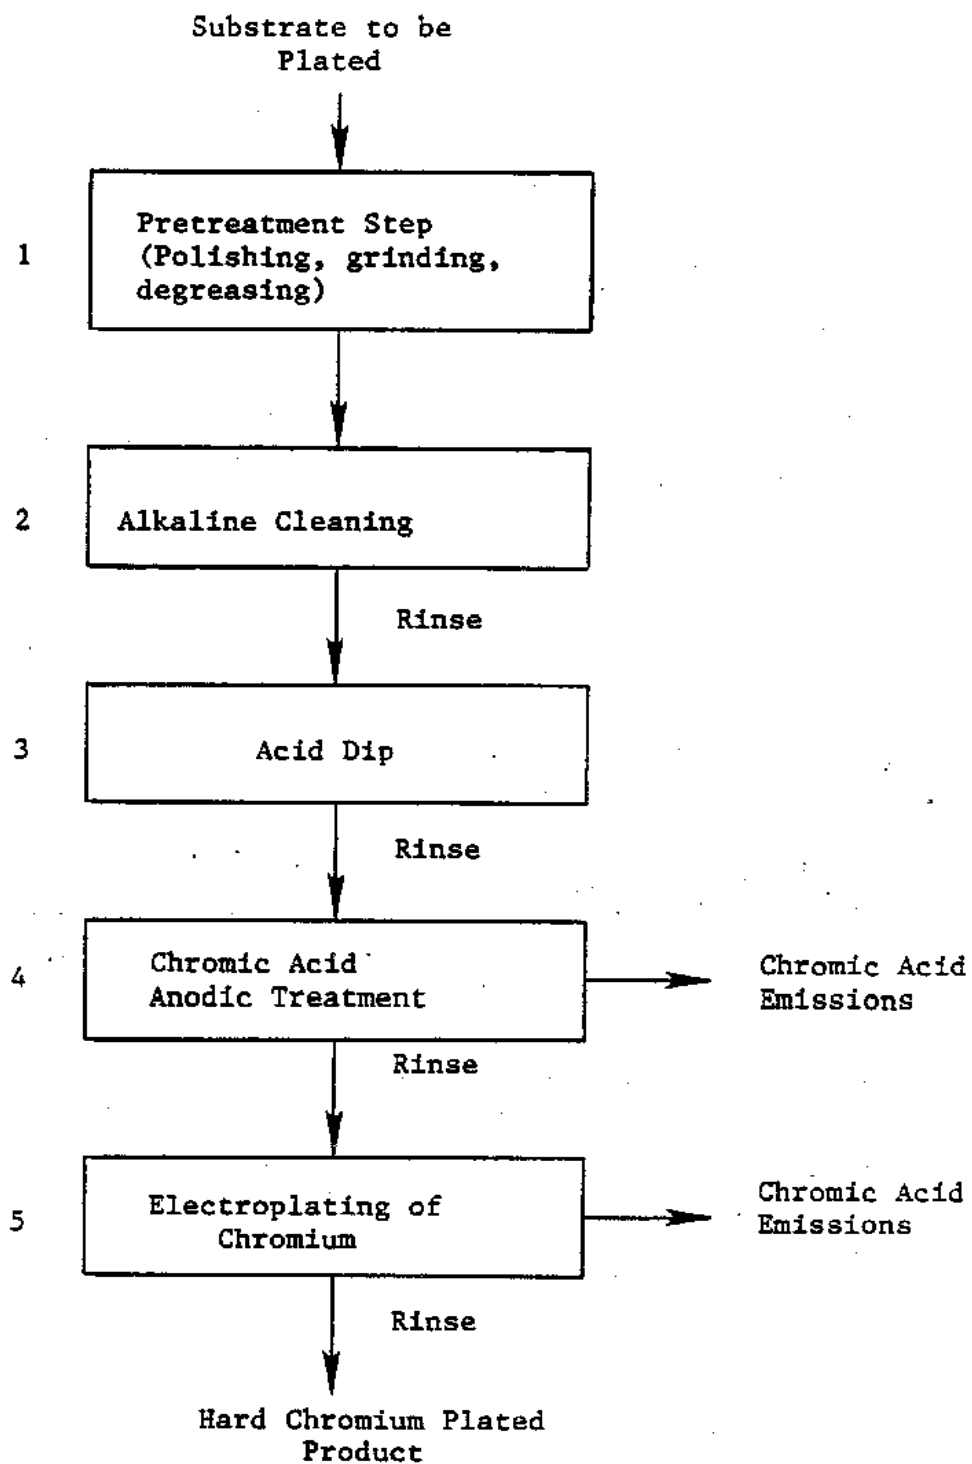 Substrate to be
Plated
1
Pretreatment Step
(Polishing, grinding,
degreasing)
2
Alkaline Cleaning
Rinse
3
Acid Dip
Rinse
4
Chromic Acid
Anodic Treatment
Chromic Acid
Emissions
Rinse
5
Electroplating of
Chromium
Chromic Acid
Emissions
Rinse
Hard Chromium Plated
Product